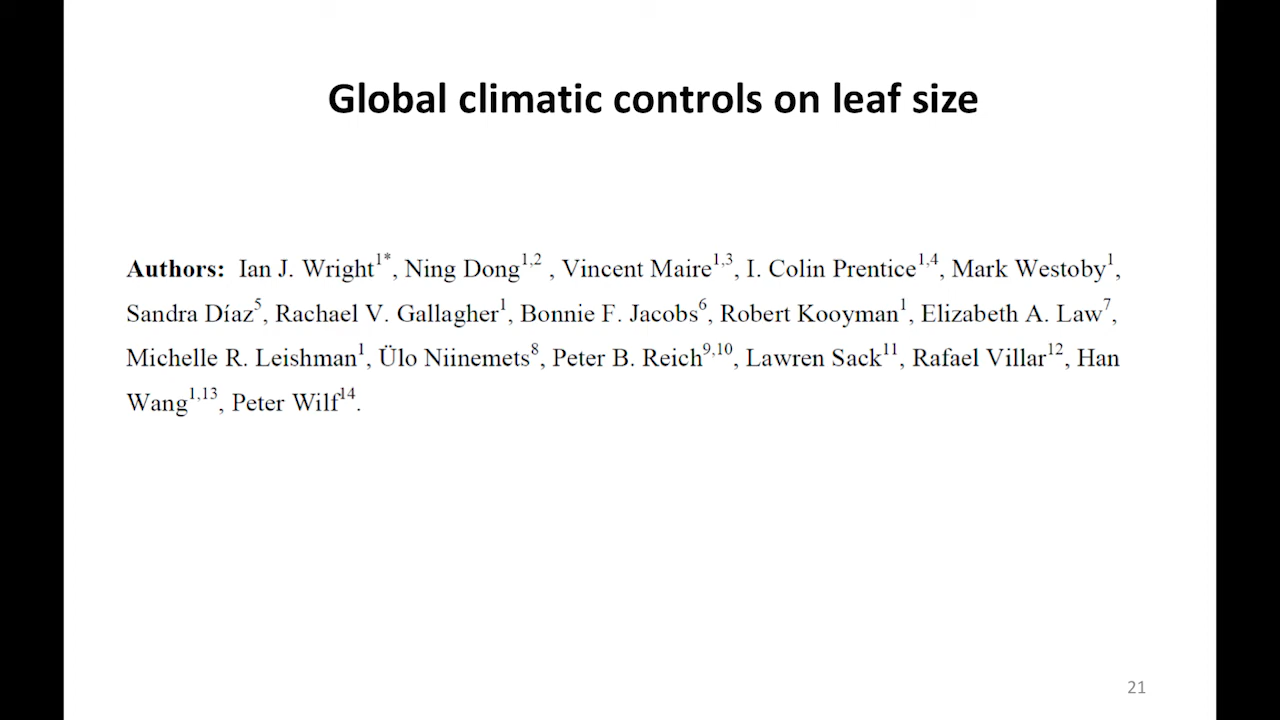 Global climatic controls on leaf size
Authors: Ian J. Wright1*, Ning Dong1,2 , Vincent Maire1,3, I. Colin Prentice1,4, Mark Westoby1,
Sandra Díaz5, Rachael V. Gallagher1, Bonnie F. Jacobs6, Robert Kooyman1, Elizabeth A. Law7,
Michelle R. Leishman1, Ülo Niinemets8, Peter B. Reich9,10, Lawren Sack11, Rafael Villar12, Han
Wang1,13, Peter Wilf14.
21